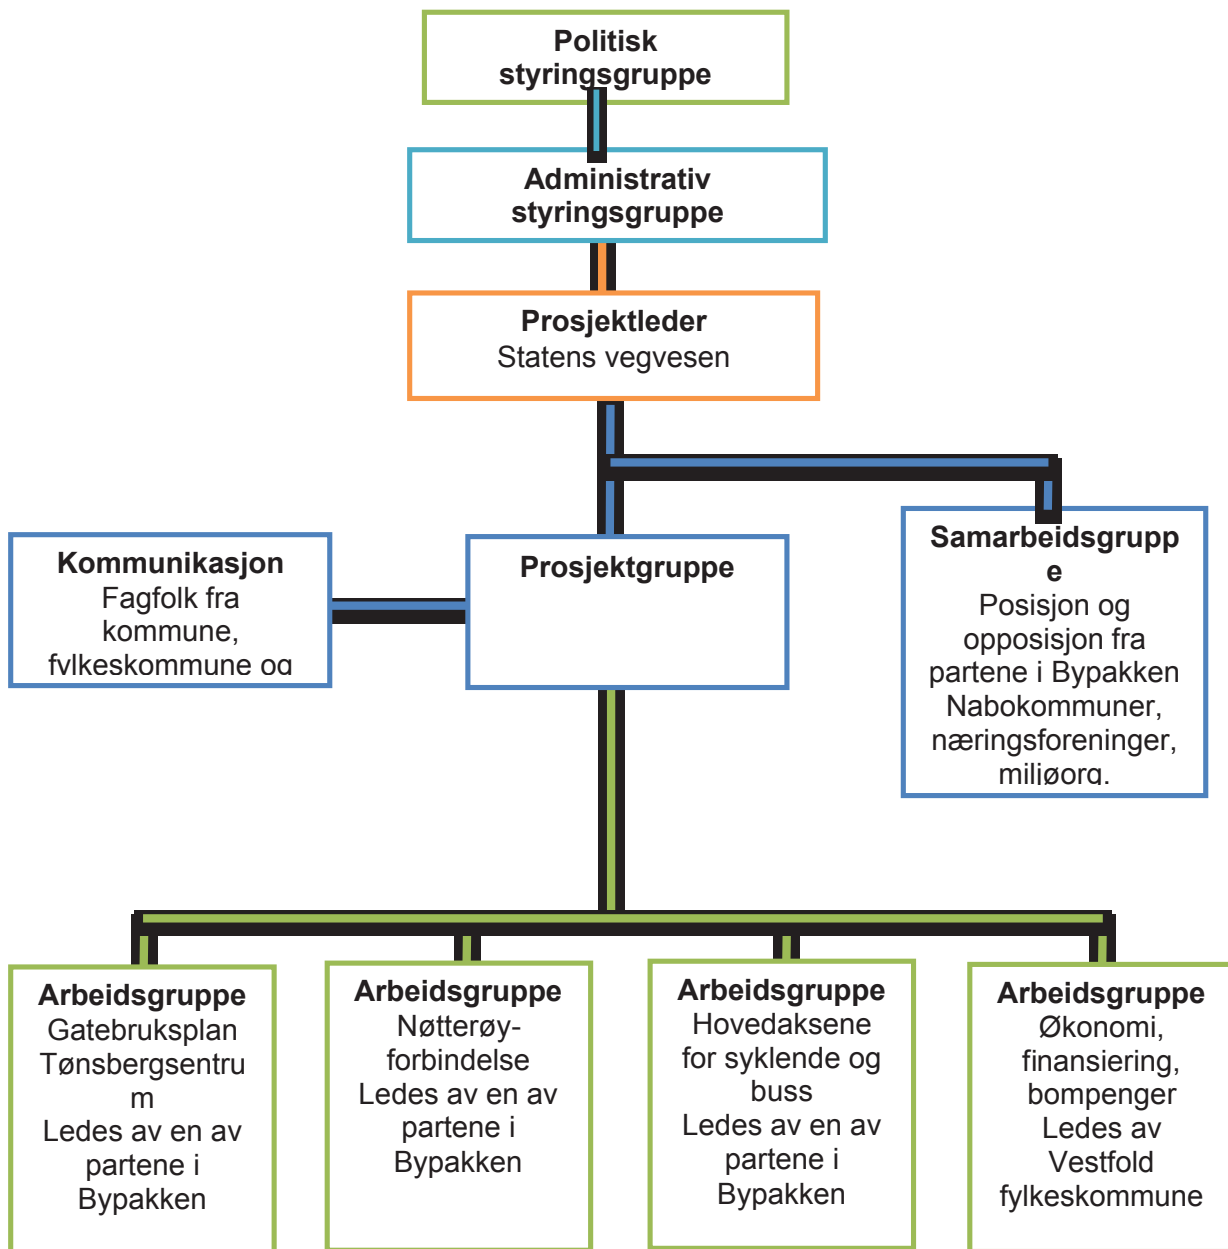 Politisk
styringsgruppe
Administrativ
styringsgruppe
Prosjektleder
Statens vegvesen
Kommunikasjon
Fagfolk fra
kommune,
fylkeskommune og
Prosjektgruppe
Samarbeidsgrupp
e
Posisjon og
opposisjon fra
partene i Bypakken
Nabokommuner,
næringsforeninger,
miljøorg.
Arbeidsgruppe
Gatebruksplan
Tønsbergsentru
m
Ledes av en av
partene i
Bypakken
Arbeidsgruppe
Nøtterøy-
forbindelse
Ledes av en av
partene i
Bypakken
Arbeidsgruppe
Hovedaksene
for syklende og
buss
Ledes av en av
partene i
Bypakken
Arbeidsgruppe
Økonomi,
finansiering,
bompenger
Ledes av
Vestfold
fylkeskommune